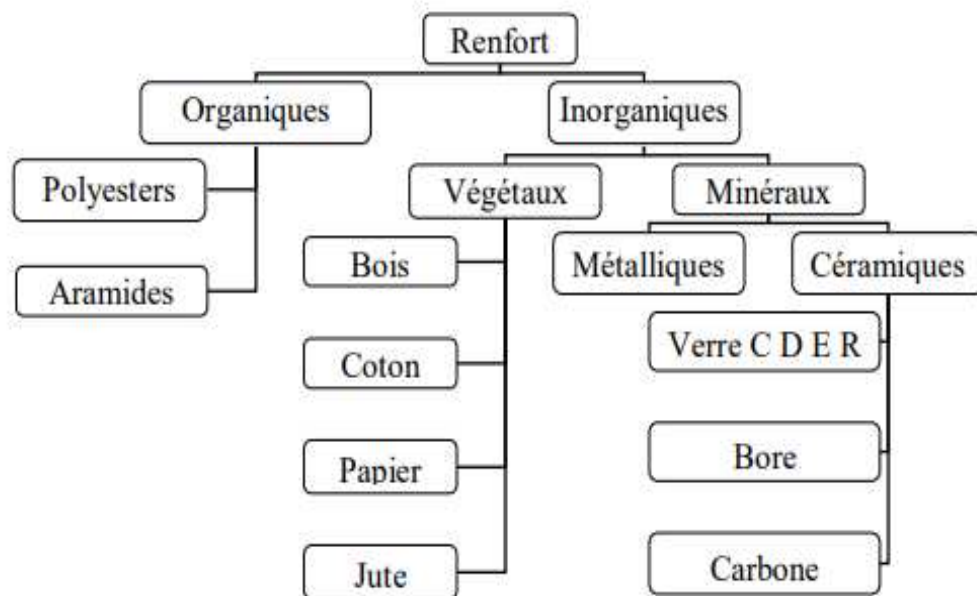 Renfort
Organiques
Inorganiques
Polyesters
Aramides
Végétaux
Minéraux
Bois
Coton
Papier
Jute
Métalliques
Céramiques
Verre C D E R
Bore
Carbone